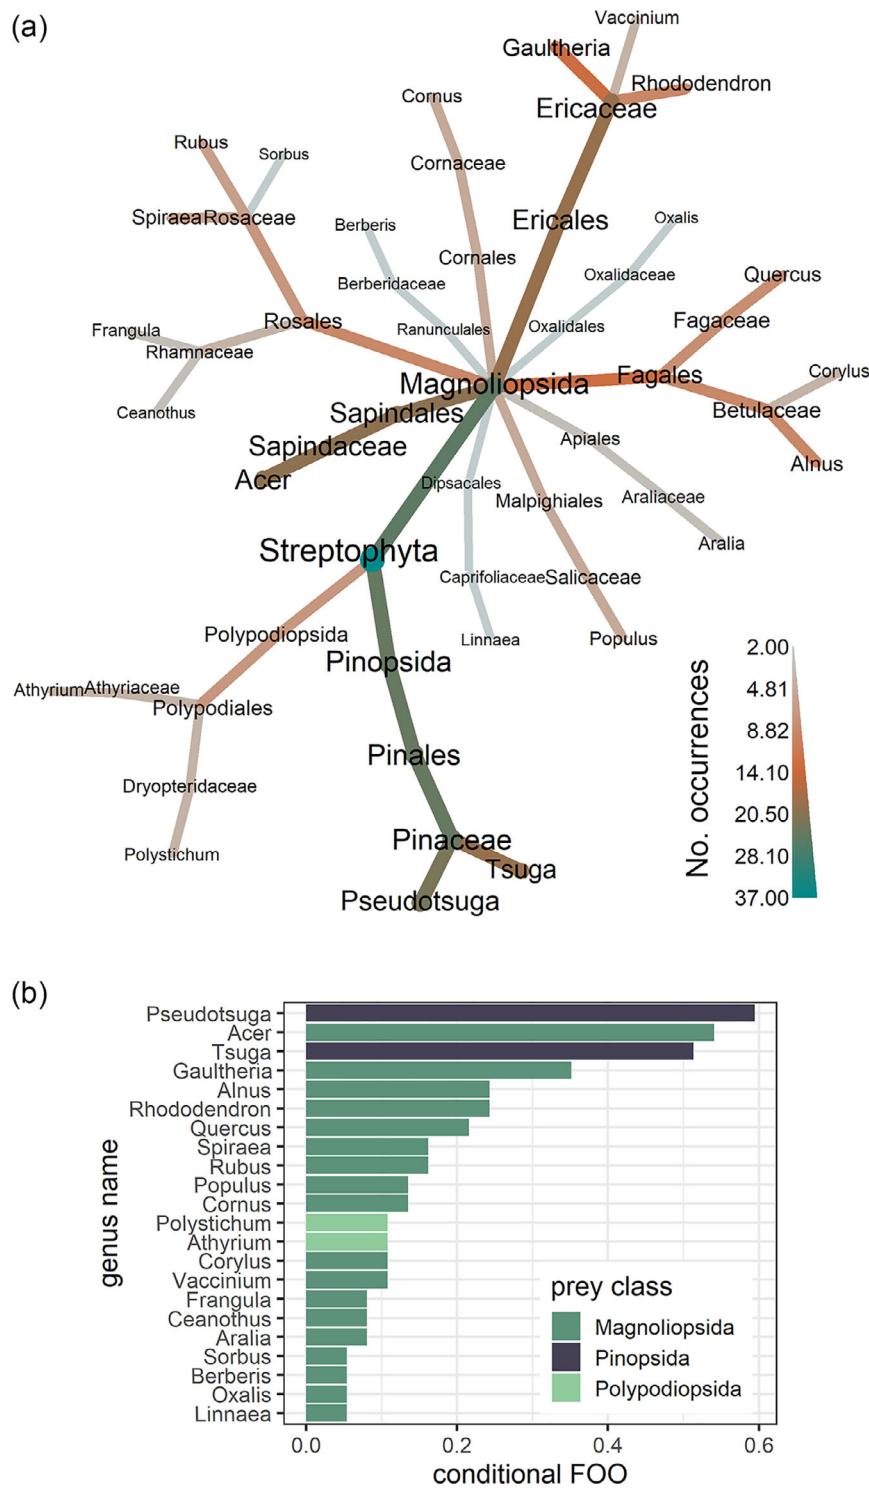 (a)
Vaccinium
Gaultheria
Rhododendron
Cornus
Ericaceae
Rubus
Sorbus
Cornaceae
Spiraea
Rosaceae
Berberis
Ericales
Oxalis
Cornales
Berberidaceae
Oxalidaceae
Quercus
Frangula
Rosales
Ranunculales
Oxalidales
Fagaceae
Rhamnaceae
Magnoliopsida
Fagales
Corylus
Ceanothus
Sapindales
Betulaceae
Sapindaceae
Apiales
Acer
Dipsacales
Malpighiales
Araliaceae
Alnus
Streptophyta
Aralia
Caprifoliaceae
Salicaceae
Polypodiopsida
Linnaea
Populus
Pinopsida
Athyrium
Athyriaceae
Polypodiales
Pinales
Dryopteridaceae
Polystichum
Pinaceae
Tsuga
Pseudotsuga
No. occurrences
2.00
4.81
8.82
14.10
20.50
28.10
37.00
(b)
genus name
Pseudotsuga
Acer
Tsuga
Gaultheria
Alnus
Rhododendron
Quercus
Spiraea
Rubus
Populus
Cornus
Polystichum
Athyrium
Corylus
Vaccinium
Frangula
Ceanothus
Aralia
Sorbus
Berberis
Oxalis
Linnaea
prey class
Magnoliopsida
Pinopsida
Polypodiopsida
0.0 0.2 0.4 0.6
conditional FOO